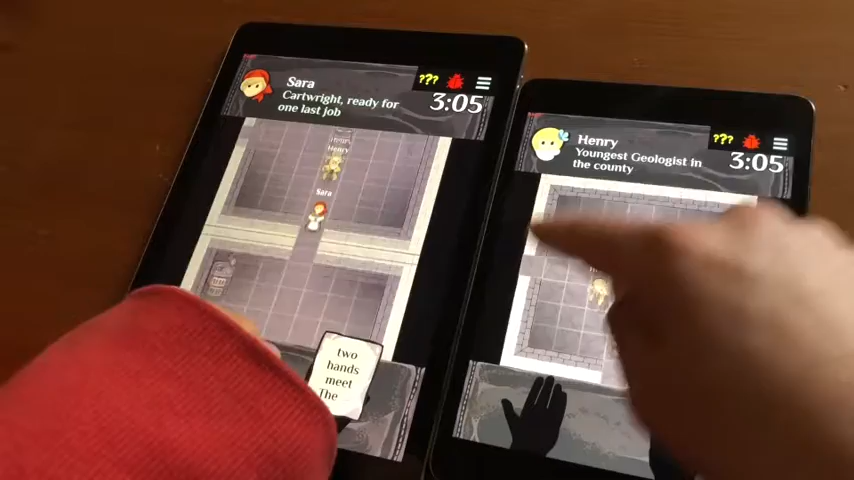 Sara
Cartwright, ready for
one last job
???
3:05
Henry
Sara
two
hands
meet
The
Henry
Youngest Geologist in
the county
???
3:05